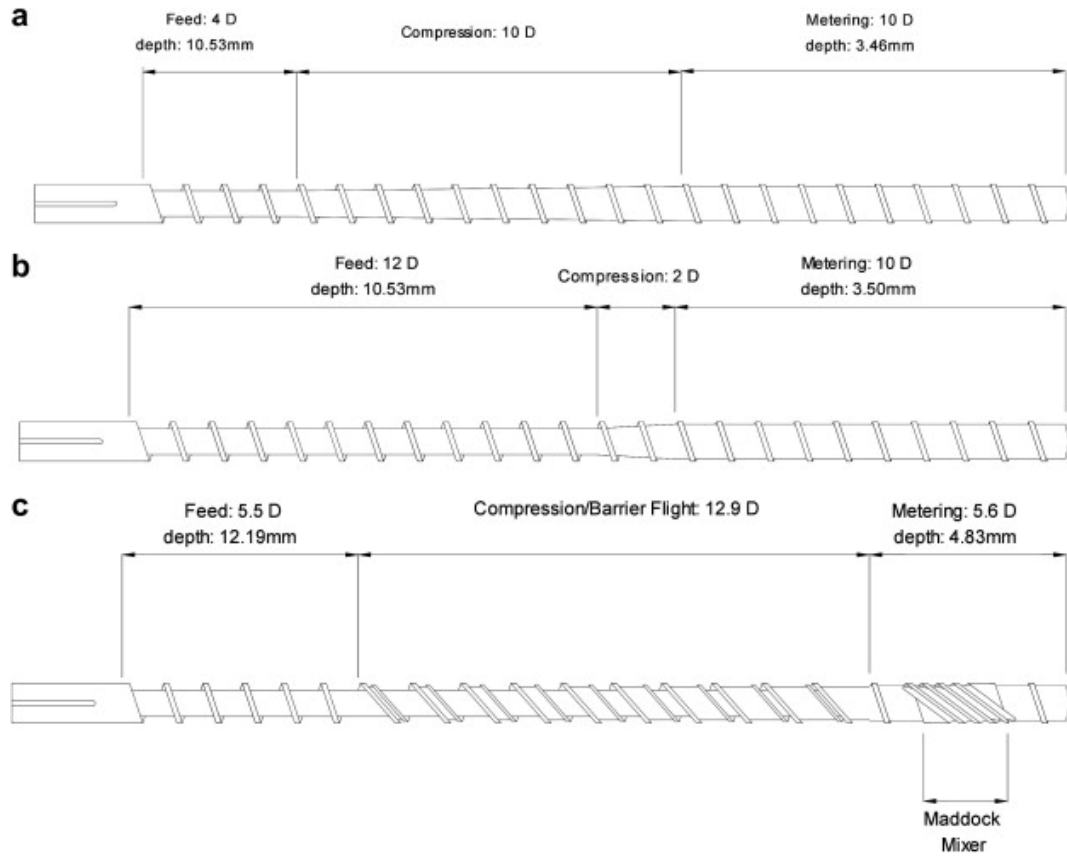 a
Feed: 4 D
depth: 10.53mm
Compression: 10 D
Metering: 10 D
depth: 3.46mm
b
Feed: 12 D
depth: 10.53mm
Compression: 2 D
Metering: 10 D
depth: 3.50mm
c
Feed: 5.5 D
depth: 12.19mm
Compression/Barrier Flight: 12.9 D
Metering: 5.6 D
depth: 4.83mm
Maddock
Mixer